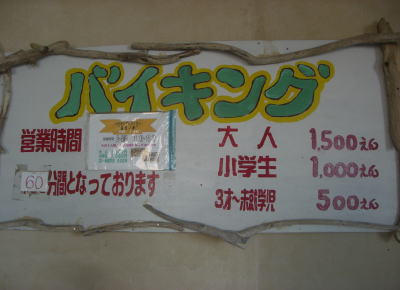 バイキング
営業時間
60分間となっております
大人 1,500えん
小学生 1,000えん
3才〜未就学児 500えん